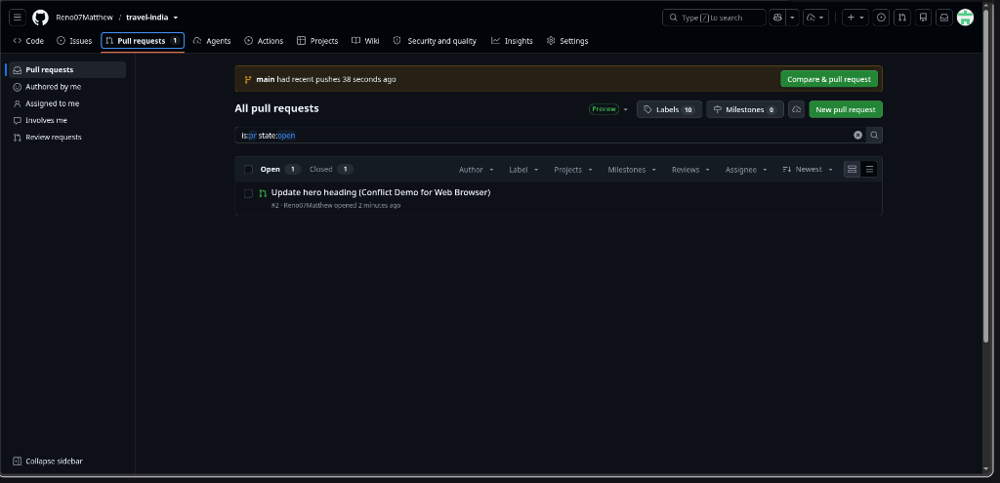 Reno07Matthew / travel-india
Type / to search
Code
Issues
Pull requests 1
Agents
Actions
Projects
Wiki
Security and quality
Insights
Settings
Pull requests
Authored by me
Assigned to me
Involves me
Review requests
main had recent pushes 38 seconds ago
Compare & pull request
All pull requests
Preview
Labels 10
Milestones 0
New pull request
is:pr state:open
Open 1
Closed 1
Author
Label
Projects
Milestones
Reviews
Assignee
Newest
Update hero heading (Conflict Demo for Web Browser)
#2 · Reno07Matthew opened 2 minutes ago
Collapse sidebar